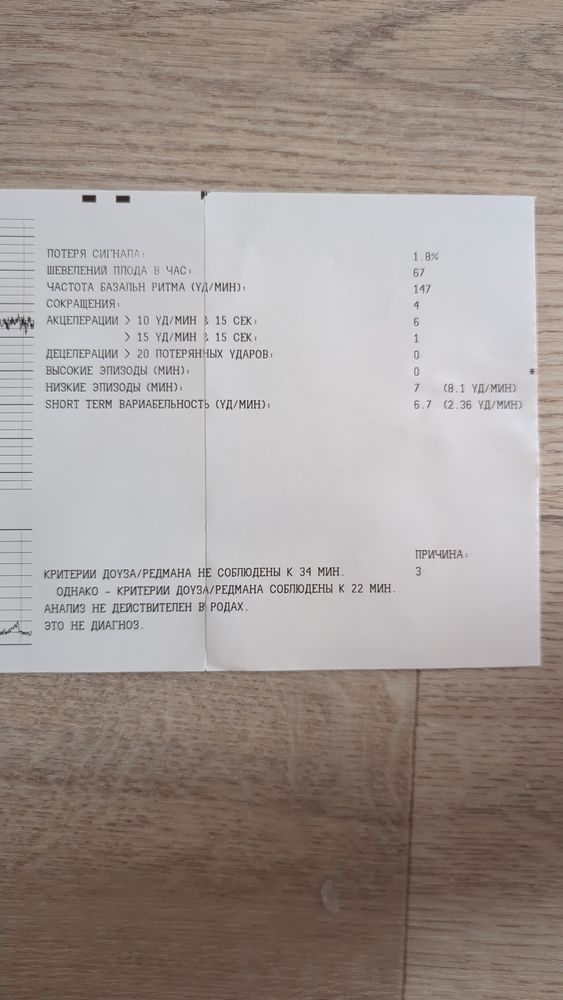 ПОТЕРЯ СИГНАЛА: 1.8%
ШЕВЕЛЕНИЙ ПЛОДА В ЧАС: 67
ЧАСТОТА БАЗАЛЬН РИТМА (УД/МИН): 147
СОКРАЩЕНИЯ: 4
АКЦЕЛЕРАЦИИ > 10 УД/МИН & 15 СЕК: 6
> 15 УД/МИН & 15 СЕК: 1
ДЕЦЕЛЕРАЦИИ > 20 ПОТЕРЯННЫХ УДАРОВ: 0
ВЫСОКИЕ ЭПИЗОДЫ (МИН): 0 *
НИЗКИЕ ЭПИЗОДЫ (МИН): 7 (8.1 УД/МИН)
SHORT TERM ВАРИАБЕЛЬНОСТЬ (УД/МИН): 6.7 (2.36 УД/МИН)
ПРИЧИНА:
КРИТЕРИИ ДОУЗА/РЕДМАНА НЕ СОБЛЮДЕНЫ К 34 МИН. 3
ОДНАКО - КРИТЕРИИ ДОУЗА/РЕДМАНА СОБЛЮДЕНЫ К 22 МИН.
АНАЛИЗ НЕ ДЕЙСТВИТЕЛЕН В РОДАХ.
ЭТО НЕ ДИАГНОЗ.